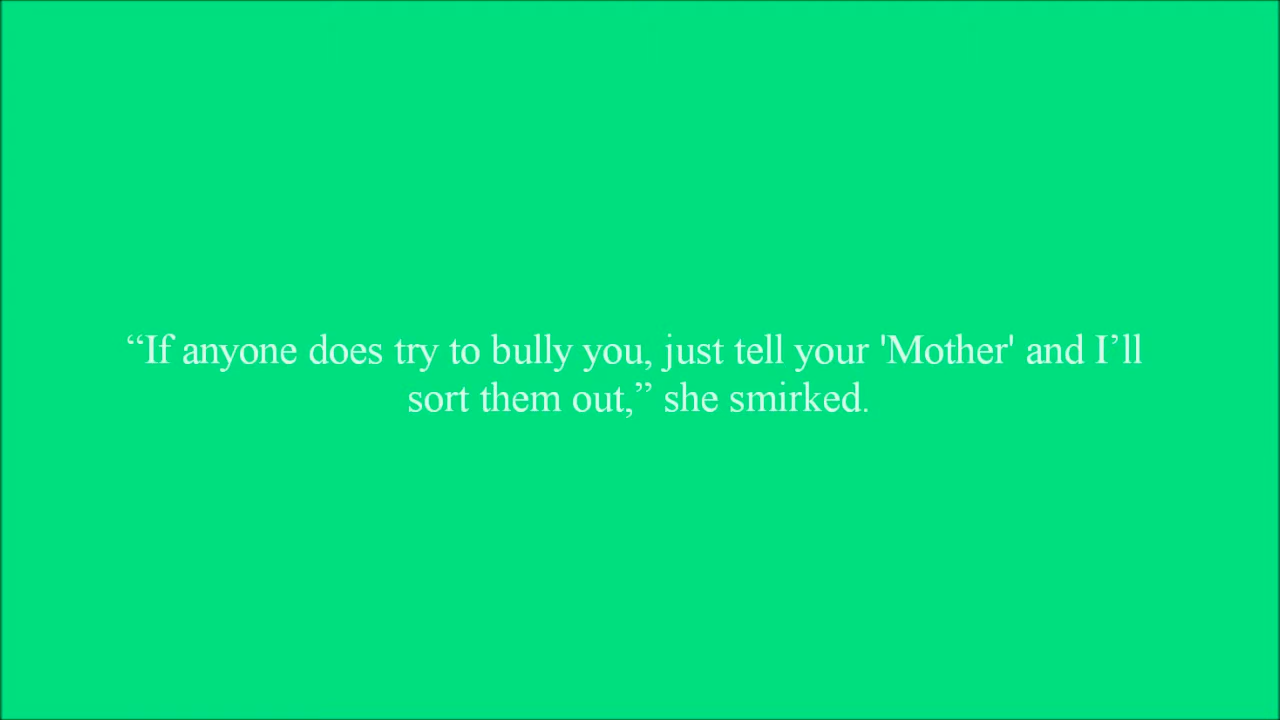 “If anyone does try to bully you, just tell your 'Mother' and I’ll
sort them out,” she smirked.